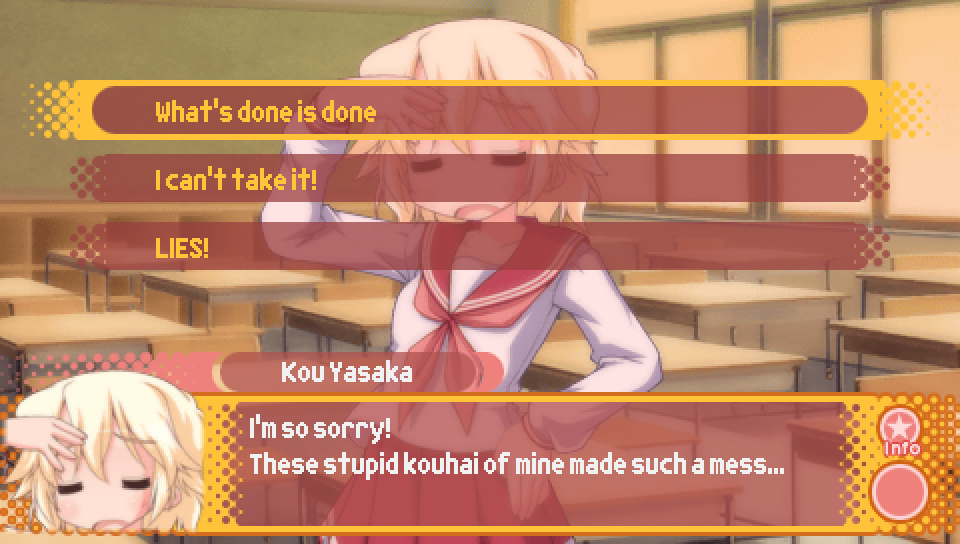 What's done is done
I can't take it!
LIES!
Kou Yasaka
I'm so sorry!
These stupid kouhai of mine made such a mess...
Info